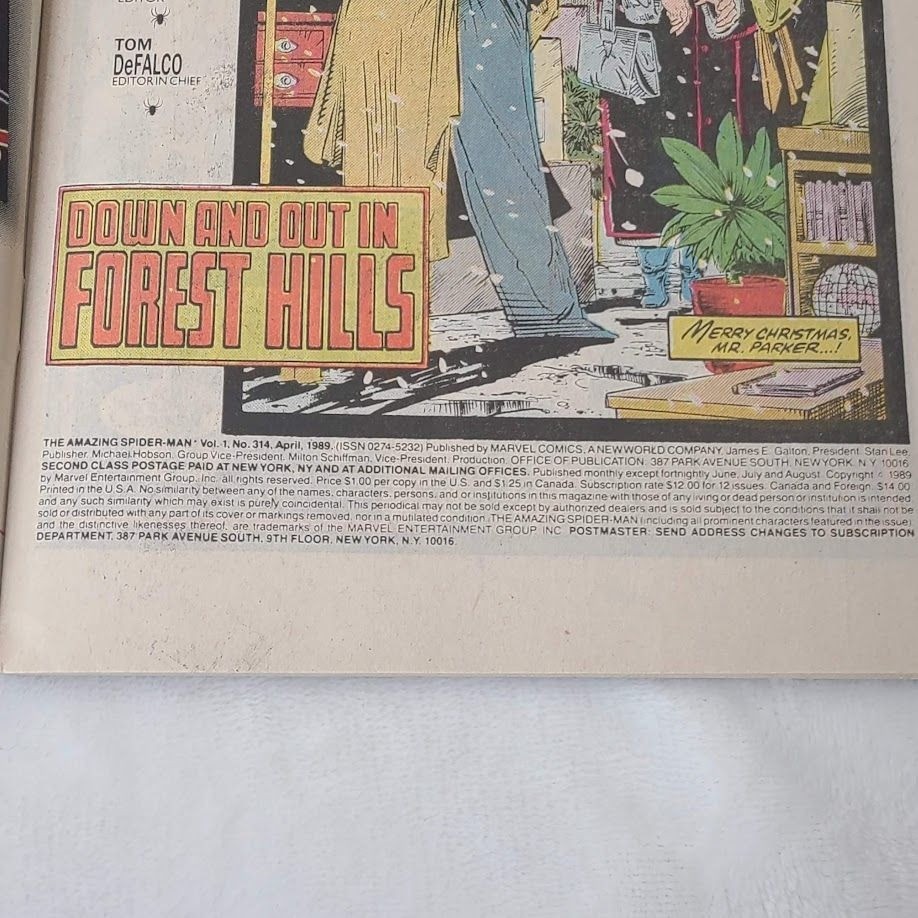 EDITOR
TOM
DeFALCO
EDITOR IN CHIEF
DOWN AND OUT IN
FOREST HILLS
MERRY CHRISTMAS,
MR. PARKER...!
THE AMAZING SPIDER-MAN® Vol. 1, No. 314, April, 1989. (ISSN 0274-5232) Published by MARVEL COMICS, A NEW WORLD COMPANY. James E. Galton, President. Stan Lee,
Publisher. Michael Hobson, Group Vice-President. Milton Schiffman, Vice-President, Production. OFFICE OF PUBLICATION: 387 PARK AVENUE SOUTH, NEW YORK, N.Y. 10016.
SECOND CLASS POSTAGE PAID AT NEW YORK, NY AND AT ADDITIONAL MAILING OFFICES. Published monthly except fortnightly June, July and August. Copyright © 1989
by Marvel Entertainment Group, Inc. all rights reserved. Price $1.00 per copy in the U.S. and $1.25 in Canada. Subscription rate $12.00 for 12 issues. Canada and Foreign, $14.00.
Printed in the U.S.A. No similarity between any of the names, characters, persons, and/or institutions in this magazine with those of any living or dead person or institution is intended,
and any such similarity which may exist is purely coincidental. This periodical may not be sold except by authorized dealers and is sold subject to the conditions that it shall not be
sold or distributed with any part of its cover or markings removed, nor in a mutilated condition. THE AMAZING SPIDER-MAN (including all prominent characters featured in the issue)
and the distinctive likenesses thereof, are trademarks of the MARVEL ENTERTAINMENT GROUP, INC. POSTMASTER: SEND ADDRESS CHANGES TO SUBSCRIPTION
DEPARTMENT, 387 PARK AVENUE SOUTH, 9TH FLOOR, NEW YORK, N.Y. 10016.